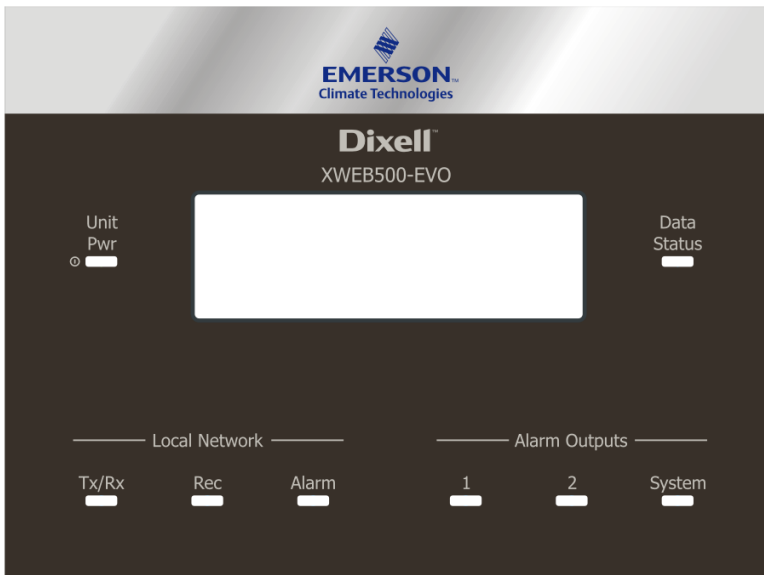 EMERSON™
Climate Technologies
Dixell™
XWEB500-EVO
Unit
Pwr
Data
Status
Local Network
Tx/Rx
Rec
Alarm
Alarm Outputs
1
2
System